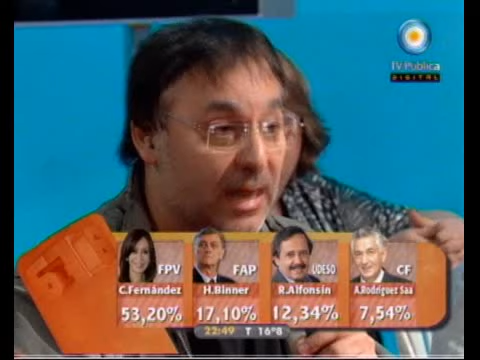 TV Pública
DIGITAL
678
FPV
FAP
UDESO
CF
C.Fernández
H.Binner
R.Alfonsín
A.Rodríguez Saa
53,20%
17,10%
12,34%
7,54%
22:49 T 16°8